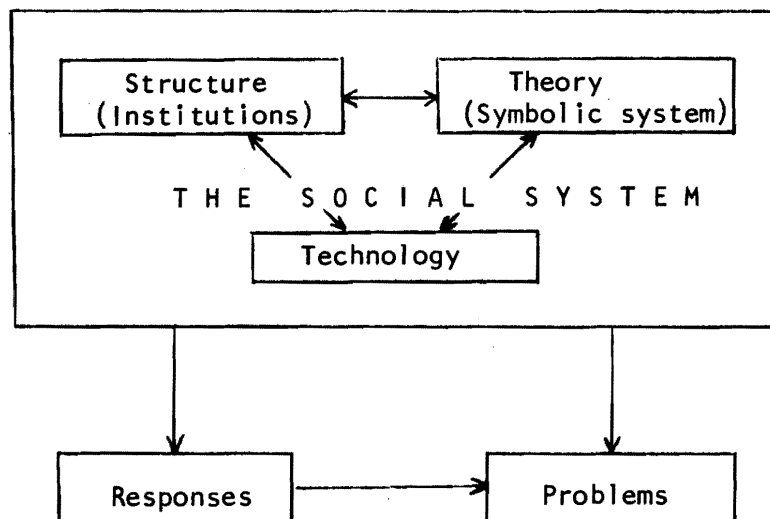 Structure
(Institutions)
Theory
(Symbolic system)
THE SOCIAL SYSTEM
Technology
Responses
Problems